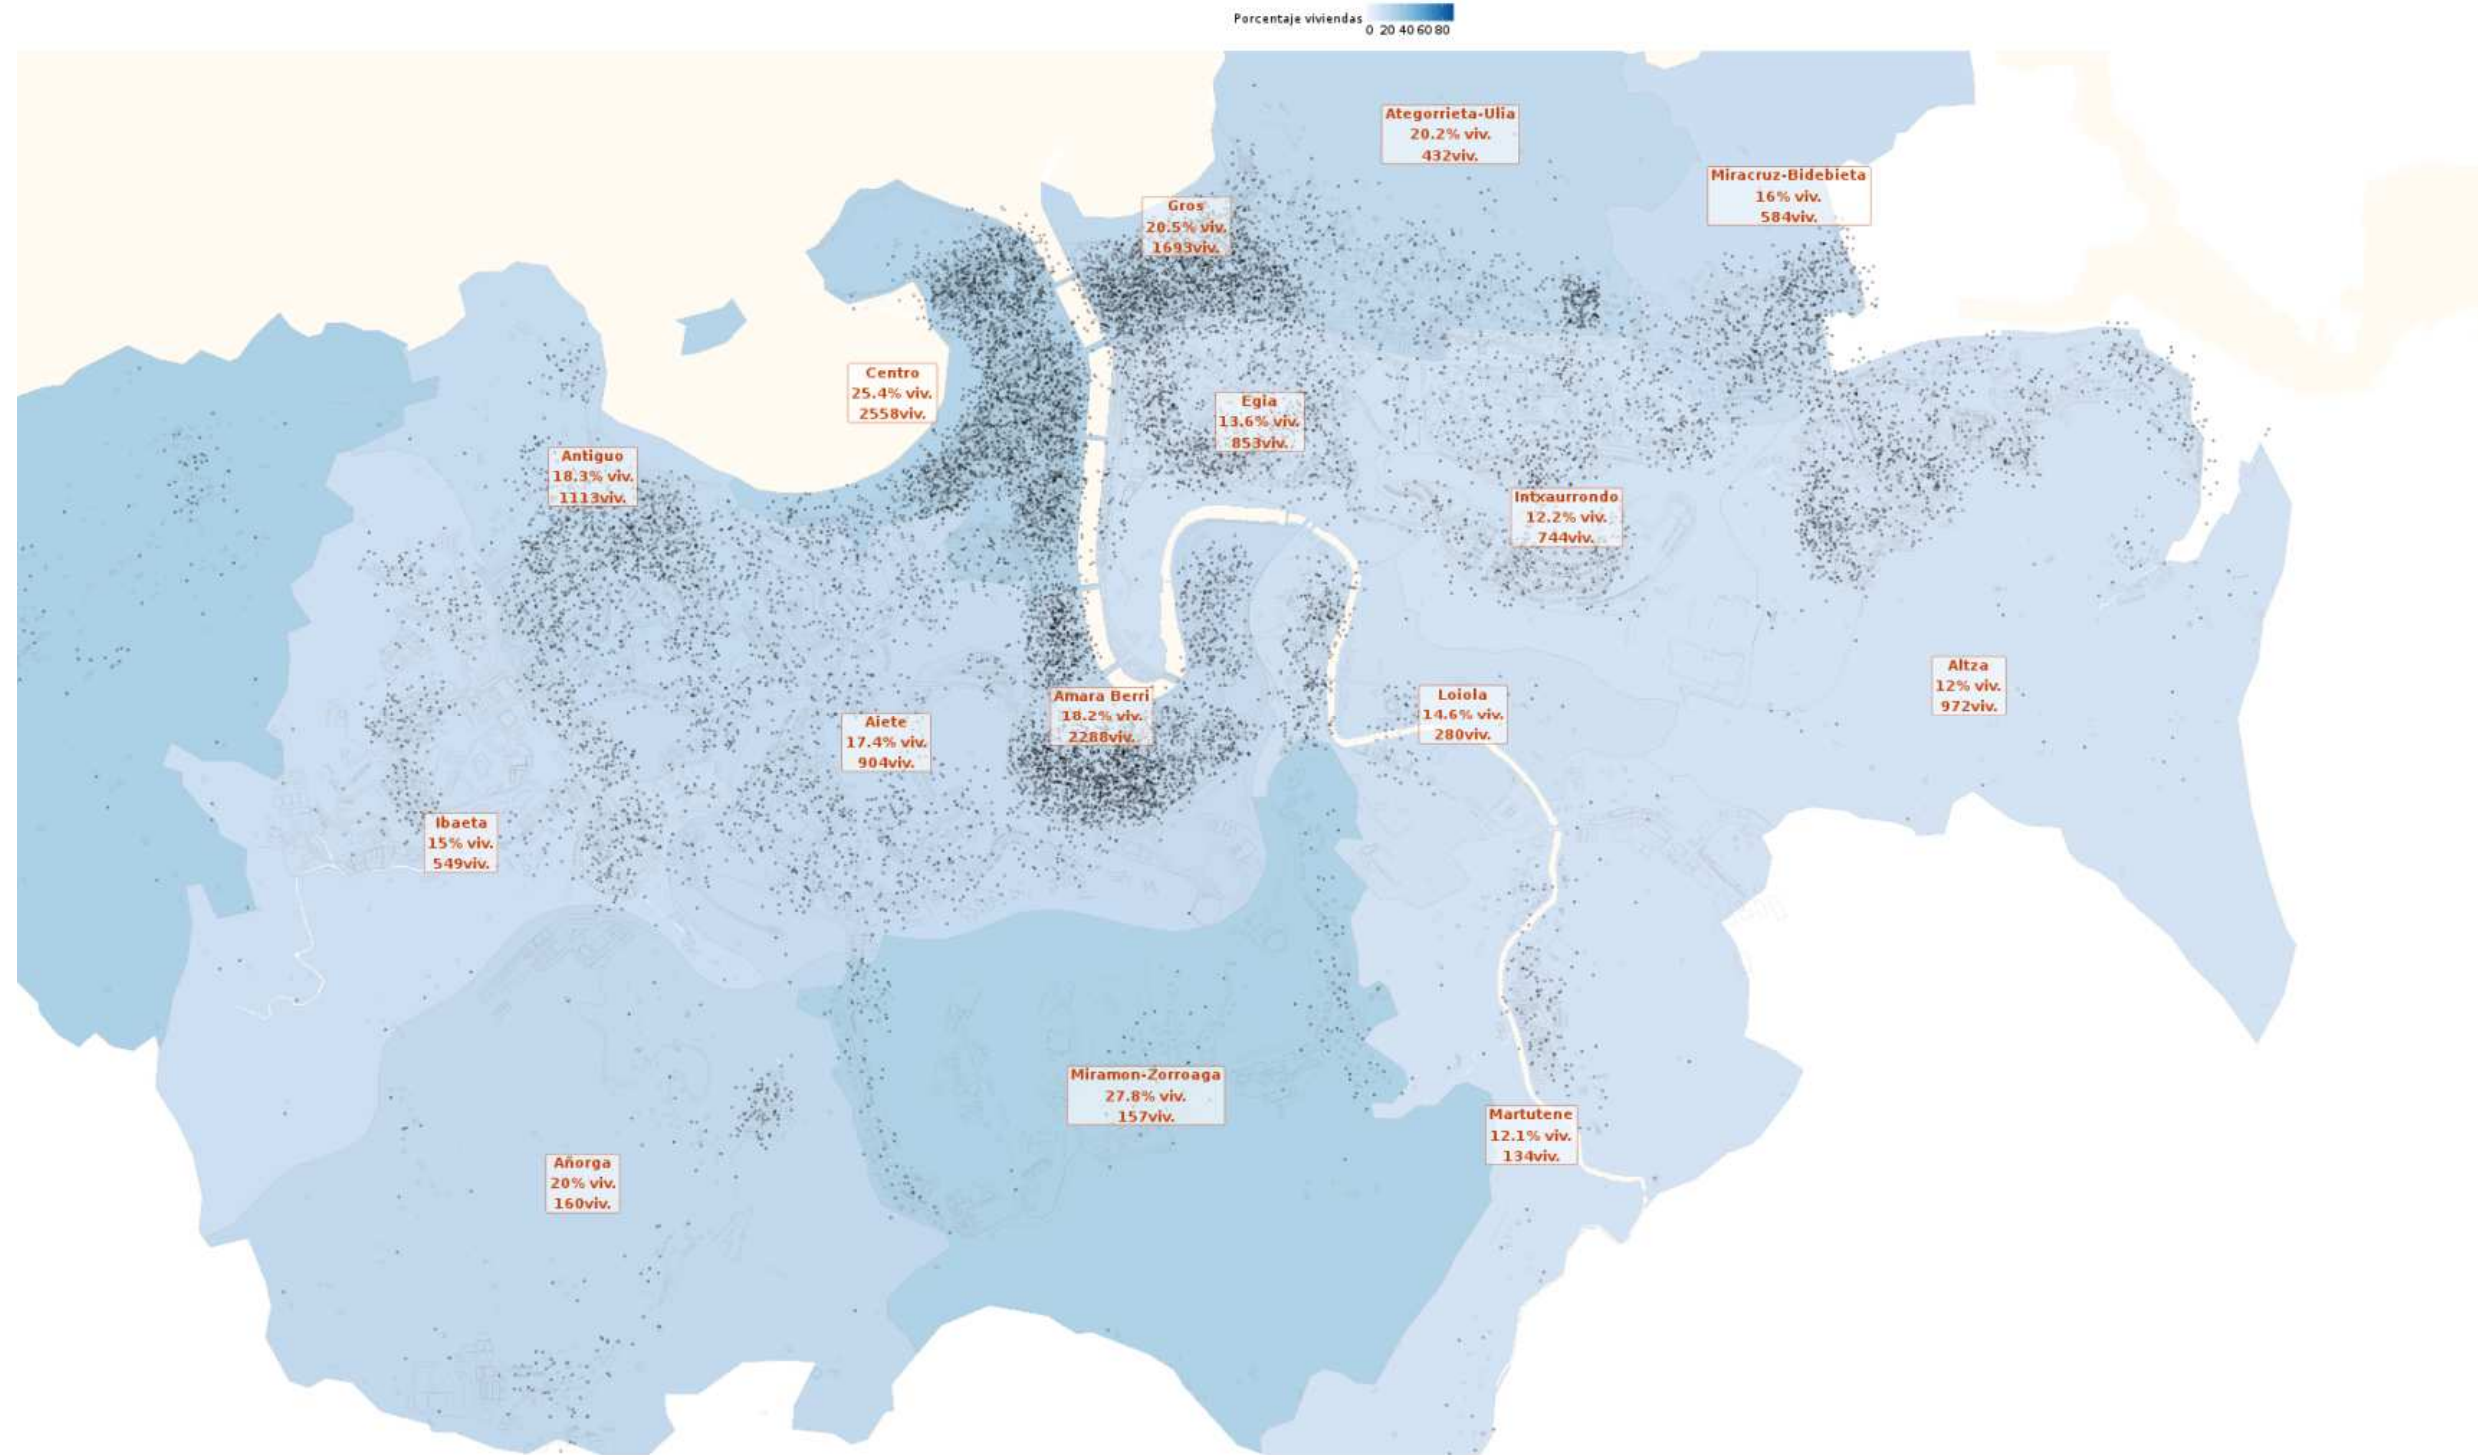 Porcentaje viviendas
0 20 40 60 80
Ategorrieta-Ulia
20.2% viv.
432viv.
Miracruz-Bidebieta
16% viv.
584viv.
Gros
20.5% viv.
1693viv.
Centro
25.4% viv.
2558viv.
Egia
13.6% viv.
853viv.
Antiguo
18.3% viv.
1113viv.
Intxaurrondo
12.2% viv.
744viv.
Altza
12% viv.
972viv.
Amara Berri
18.2% viv.
2288viv.
Loiola
14.6% viv.
280viv.
Aiete
17.4% viv.
904viv.
Ibaeta
15% viv.
549viv.
Miramon-Zorroaga
27.8% viv.
157viv.
Martutene
12.1% viv.
134viv.
Añorga
20% viv.
160viv.